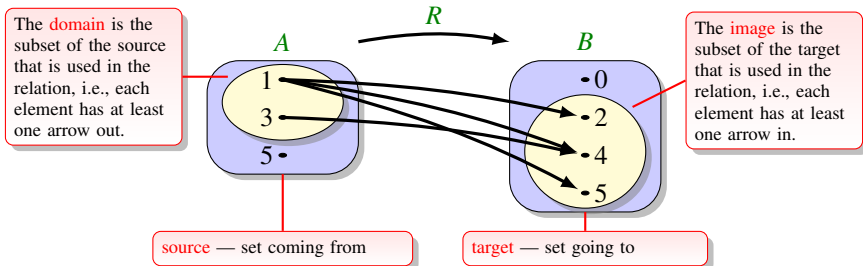 The domain is the
subset of the source
that is used in the
relation, i.e., each
element has at least
one arrow out.
A
1
3
5
R
B
0
2
4
5
The image is the
subset of the target
that is used in the
relation, i.e., each
element has at least
one arrow in.
source — set coming from
target — set going to